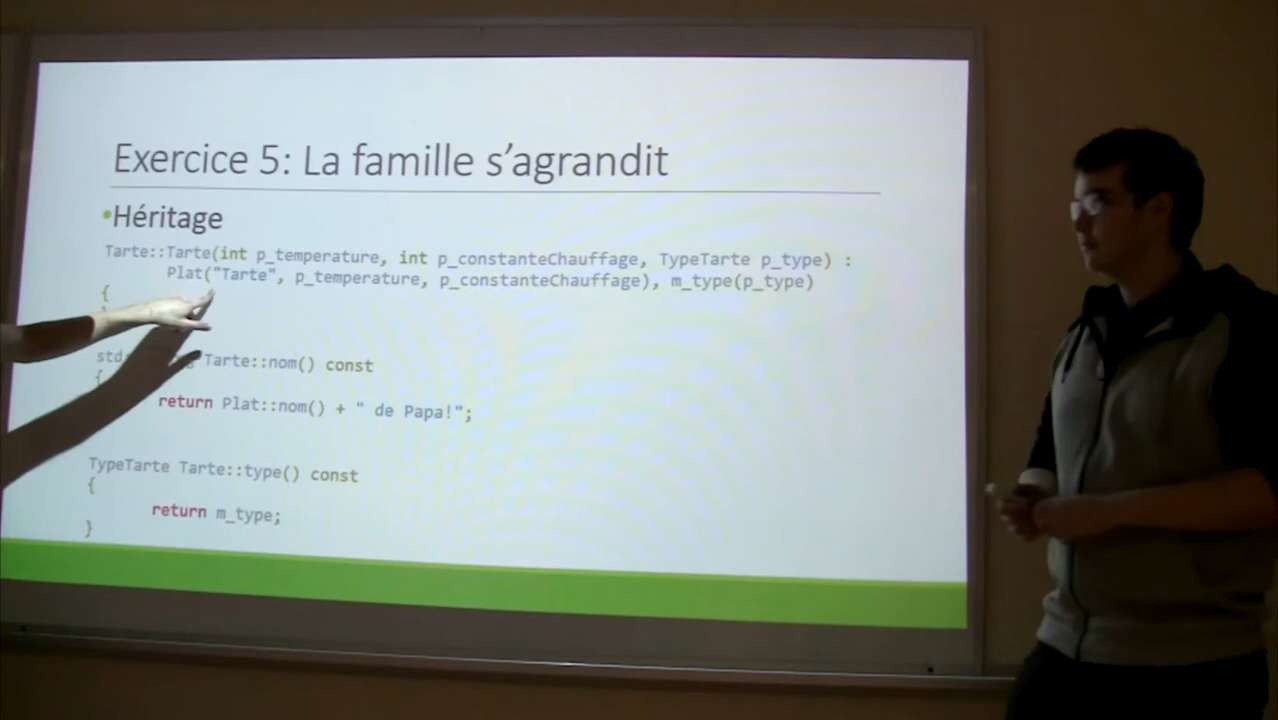 Exercice 5: La famille s'agrandit
•Héritage
Tarte::Tarte(int p_temperature, int p_constanteChauffage, TypeTarte p_type) :
Plat("Tarte", p_temperature, p_constanteChauffage), m_type(p_type)
{
Tarte::nom() const
{
return Plat::nom() + " de Papa!";
TypeTarte Tarte::type() const
{
return m_type;
}